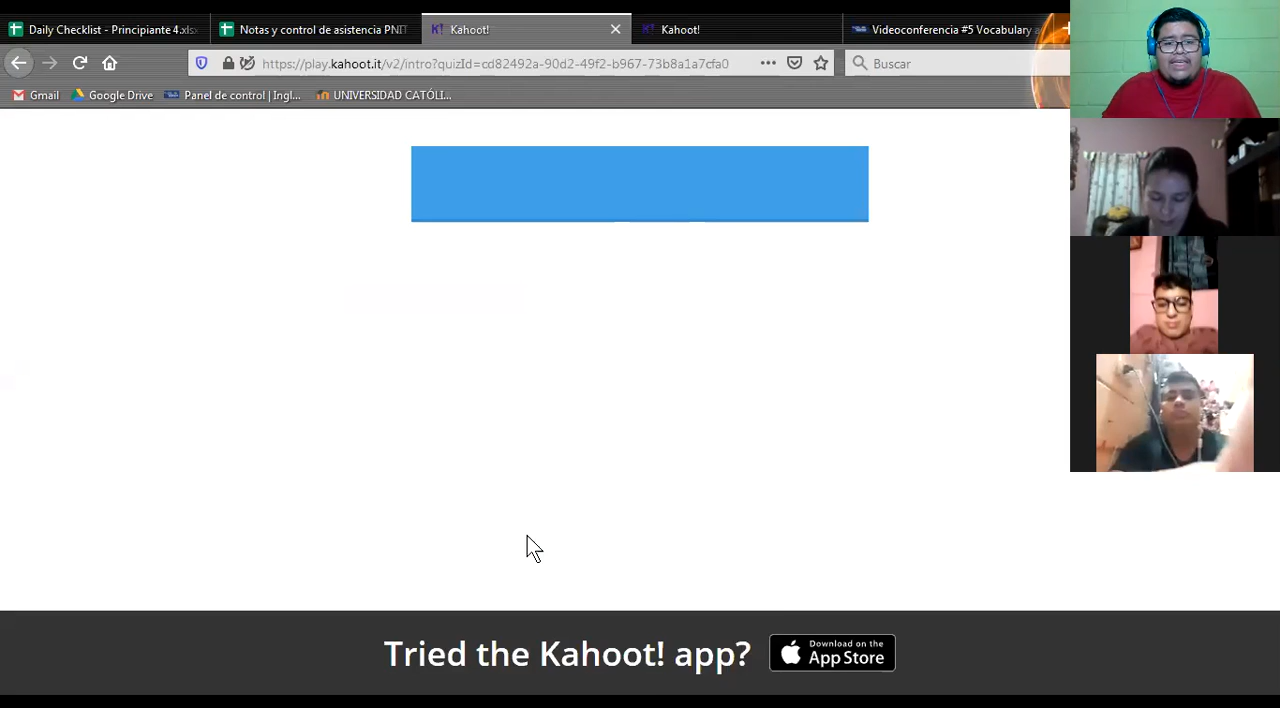 Daily Checklist - Principiante 4.xlsx
Notas y control de asistencia PNIT
K! Kahoot!
K! Kahoot!
Videoconferencia #5 Vocabulary a
https://play.kahoot.it/v2/intro?quizId=cd82492a-90d2-49f2-b967-73b8a1a7cfa0
Buscar
Gmail
Google Drive
Panel de control | Ingl...
UNIVERSIDAD CATÓLI...
Tried the Kahoot! app?
Download on the
App Store